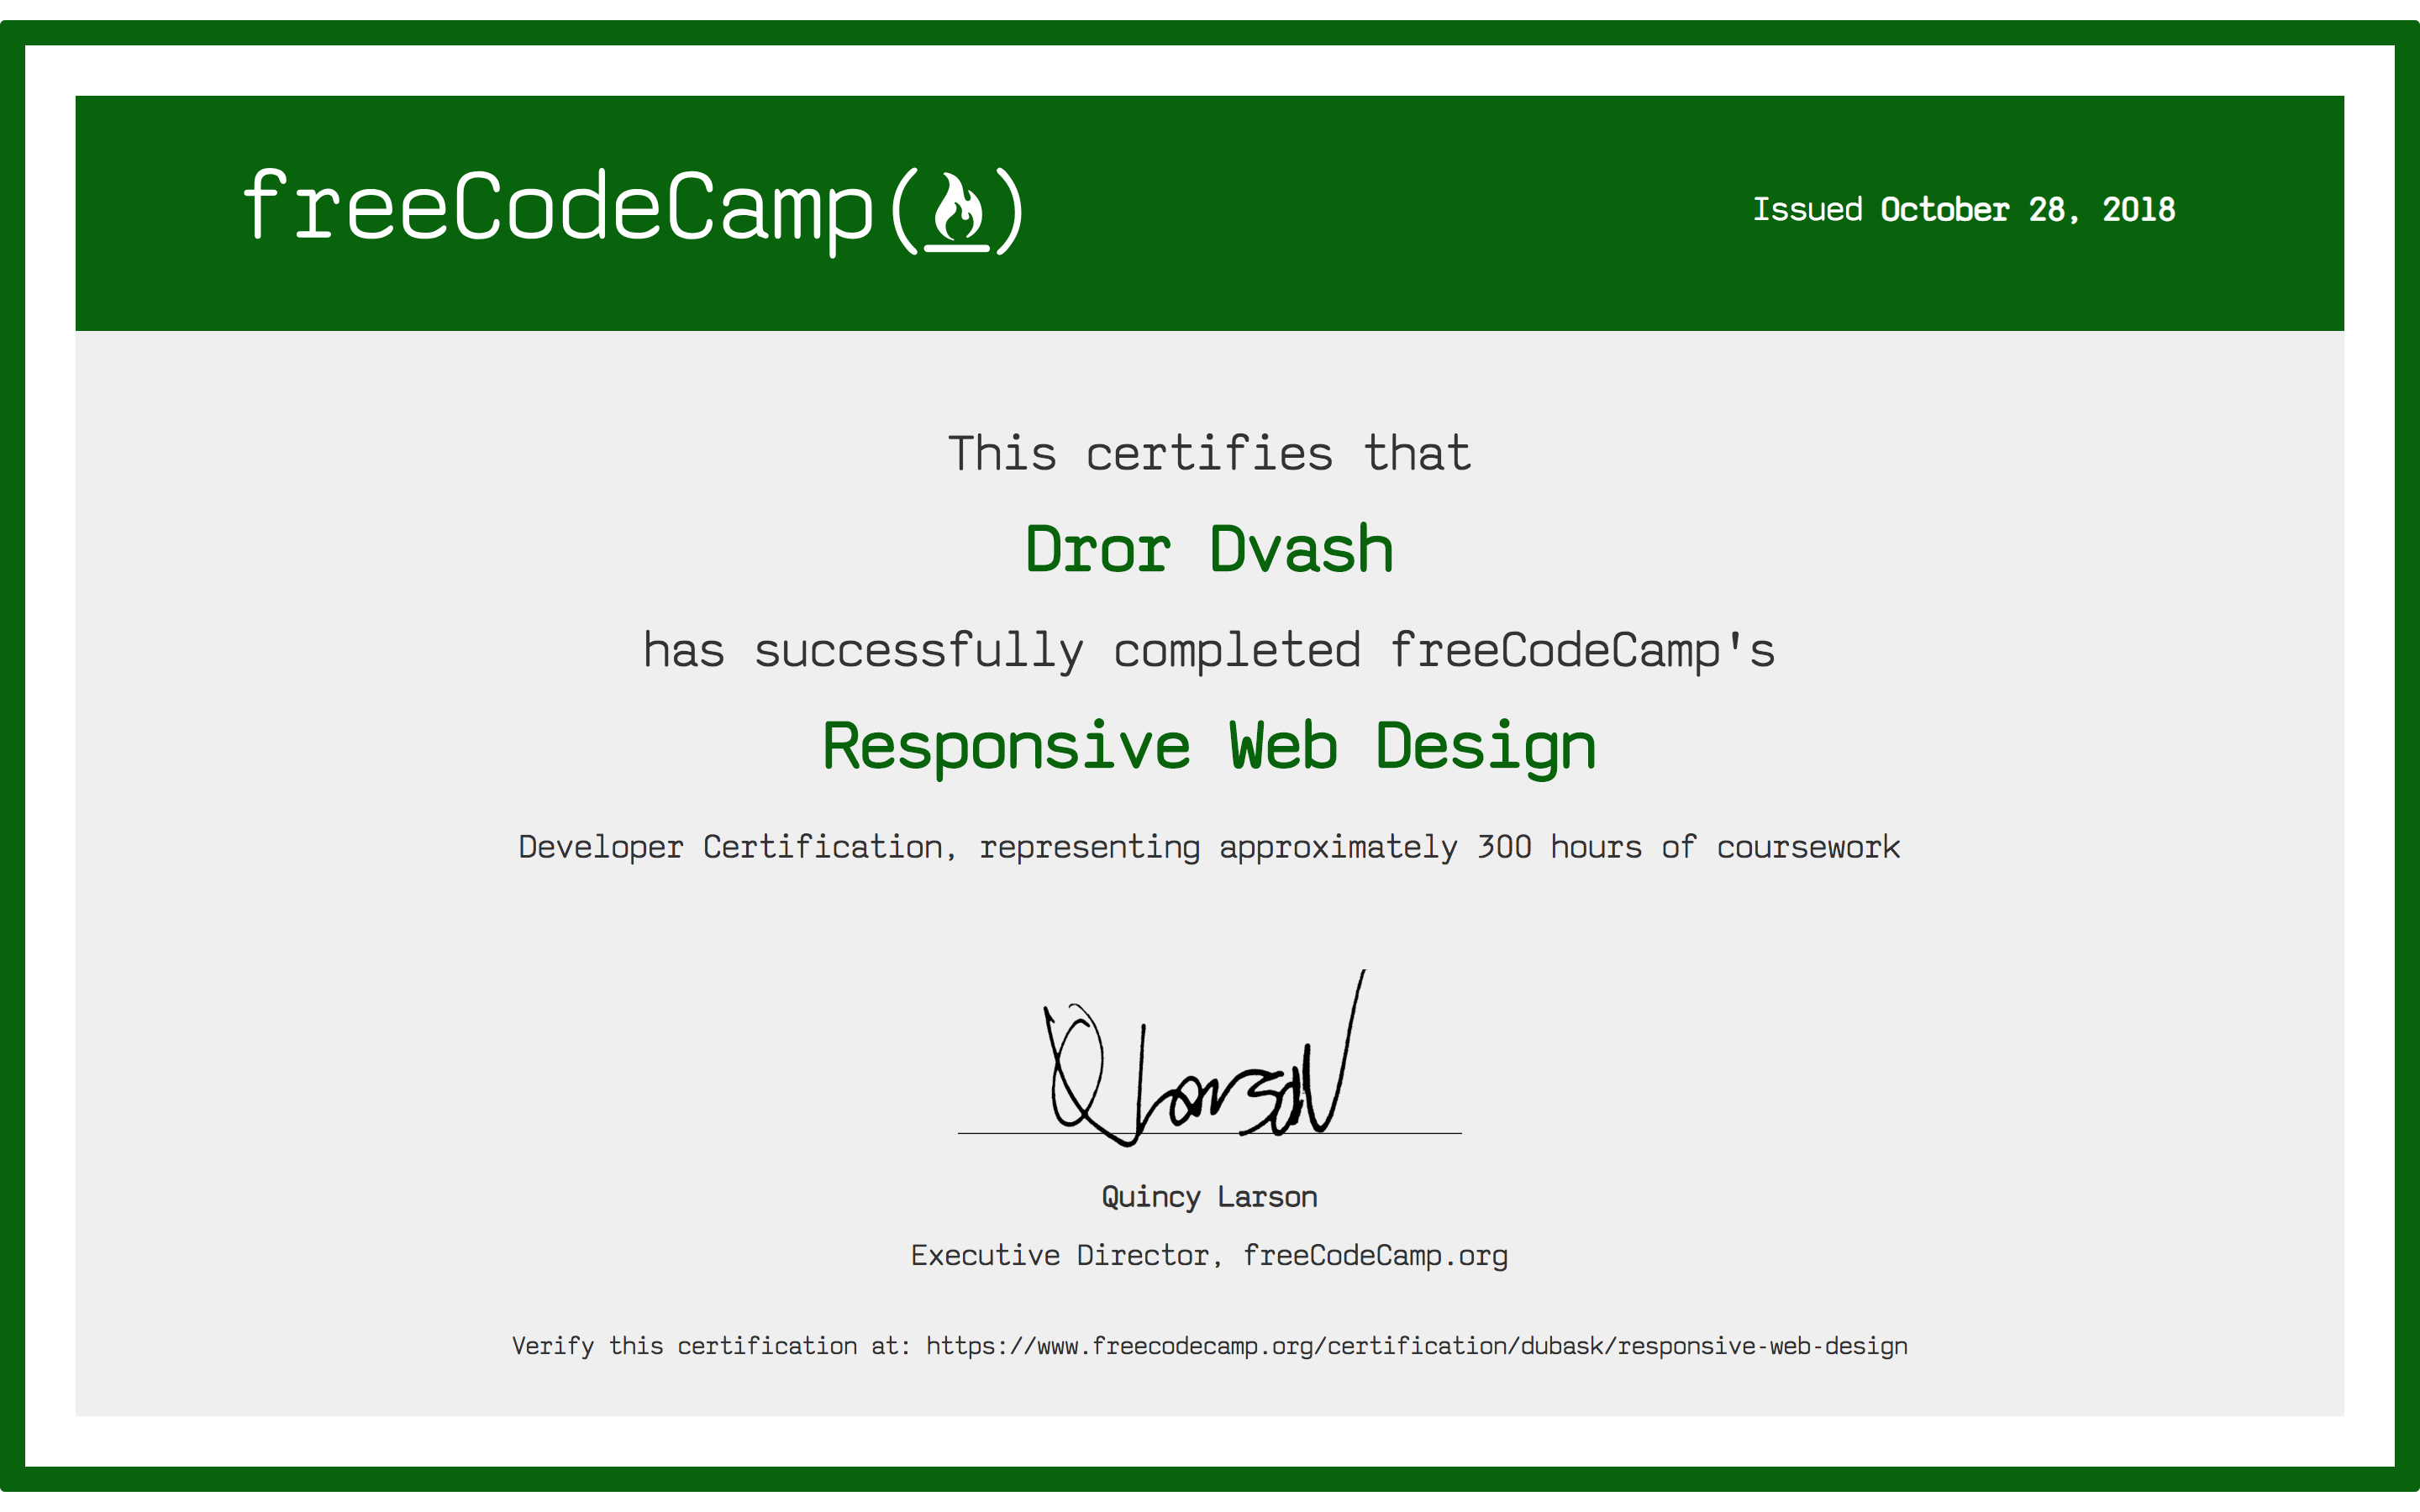 freeCodeCamp(🔥)
Issued October 28, 2018
This certifies that
Dror Dvash
has successfully completed freeCodeCamp's
Responsive Web Design
Developer Certification, representing approximately 300 hours of coursework
Q Larson
Quincy Larson
Executive Director, freeCodeCamp.org
Verify this certification at: https://www.freecodecamp.org/certification/dubask/responsive-web-design